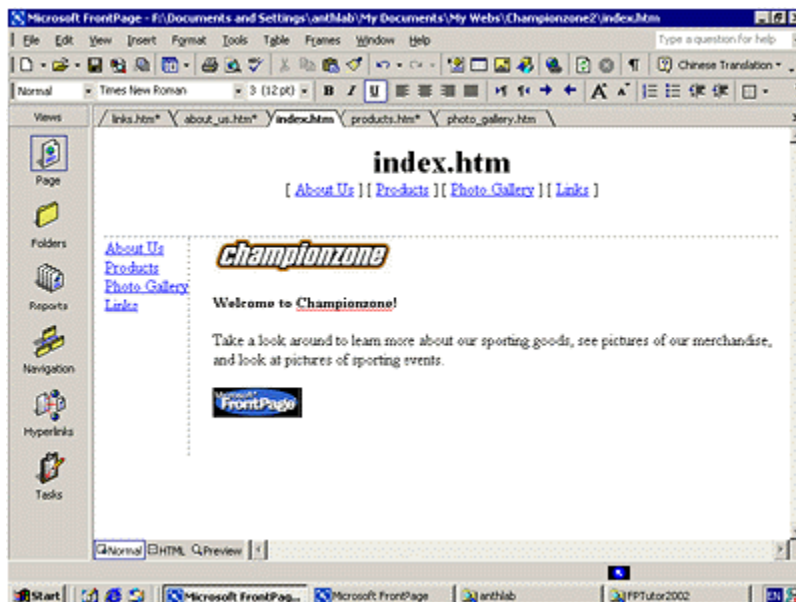 Microsoft FrontPage - F:\Documents and Settings\anthlab\My Documents\My Webs\Championzone2\index.htm
File Edit View Insert Format Tools Table Frames Window Help Type a question for help
Chinese Translation
Normal Times New Roman 3 (12 pt) B I U A A
Views links.htm* about_us.htm* index.htm products.htm* photo_gallery.htm
Page
Folders
Reports
Navigation
Hyperlinks
Tasks
index.htm
[ About Us ] [ Products ] [ Photo Gallery ] [ Links ]
About Us
Products
Photo Gallery
Links
championzone
Welcome to Championzone!
Take a look around to learn more about our sporting goods, see pictures of our merchandise,
and look at pictures of sporting events.
Microsoft
FrontPage
Normal HTML Preview
Start Microsoft FrontPag... Microsoft FrontPage anthlab FPTutor2002 EN